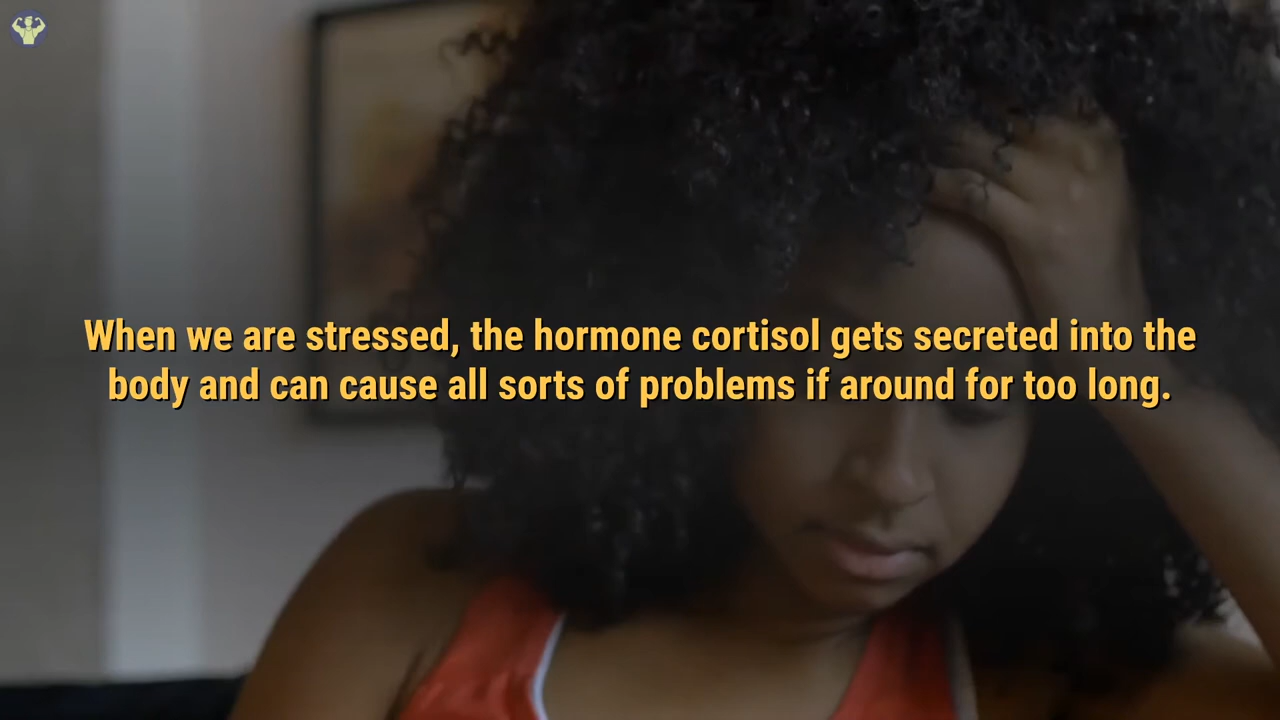 When we are stressed, the hormone cortisol gets secreted into the
body and can cause all sorts of problems if around for too long.